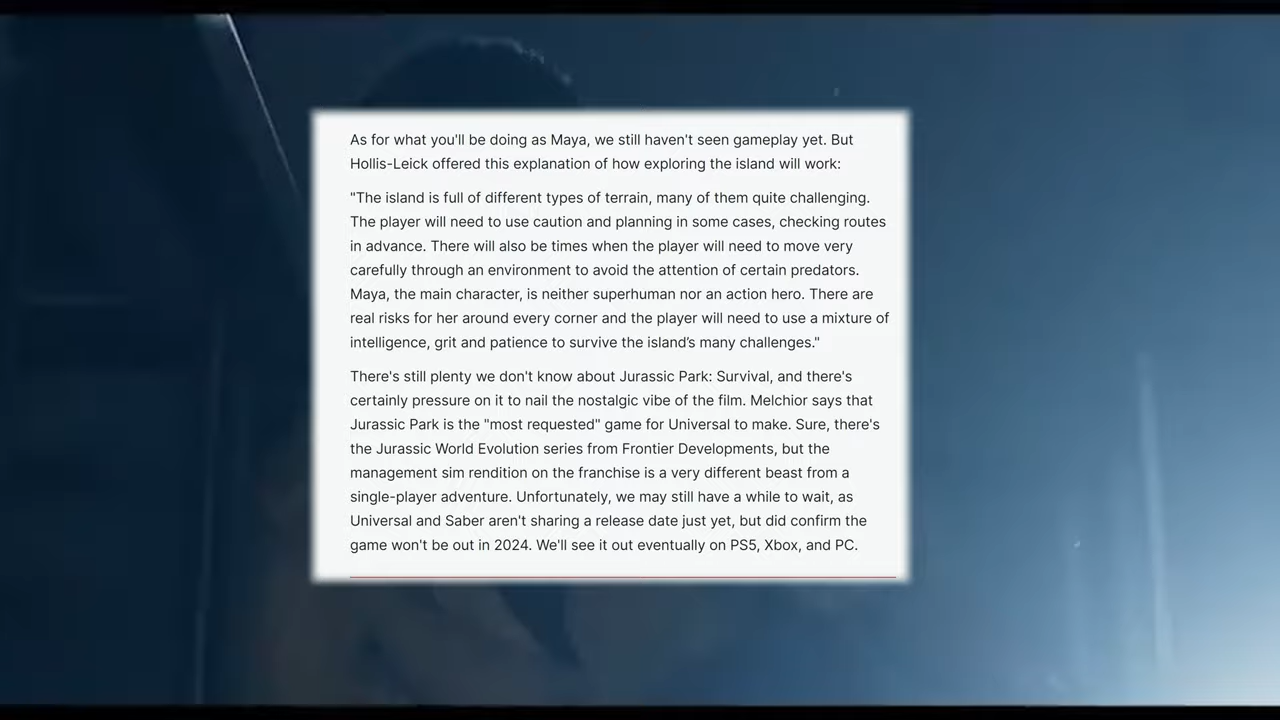 As for what you'll be doing as Maya, we still haven't seen gameplay yet. But
Hollis-Leick offered this explanation of how exploring the island will work:
"The island is full of different types of terrain, many of them quite challenging.
The player will need to use caution and planning in some cases, checking routes
in advance. There will also be times when the player will need to move very
carefully through an environment to avoid the attention of certain predators.
Maya, the main character, is neither superhuman nor an action hero. There are
real risks for her around every corner and the player will need to use a mixture of
intelligence, grit and patience to survive the island’s many challenges."
There's still plenty we don't know about Jurassic Park: Survival, and there's
certainly pressure on it to nail the nostalgic vibe of the film. Melchior says that
Jurassic Park is the "most requested" game for Universal to make. Sure, there's
the Jurassic World Evolution series from Frontier Developments, but the
management sim rendition on the franchise is a very different beast from a
single-player adventure. Unfortunately, we may still have a while to wait, as
Universal and Saber aren't sharing a release date just yet, but did confirm the
game won't be out in 2024. We'll see it out eventually on PS5, Xbox, and PC.